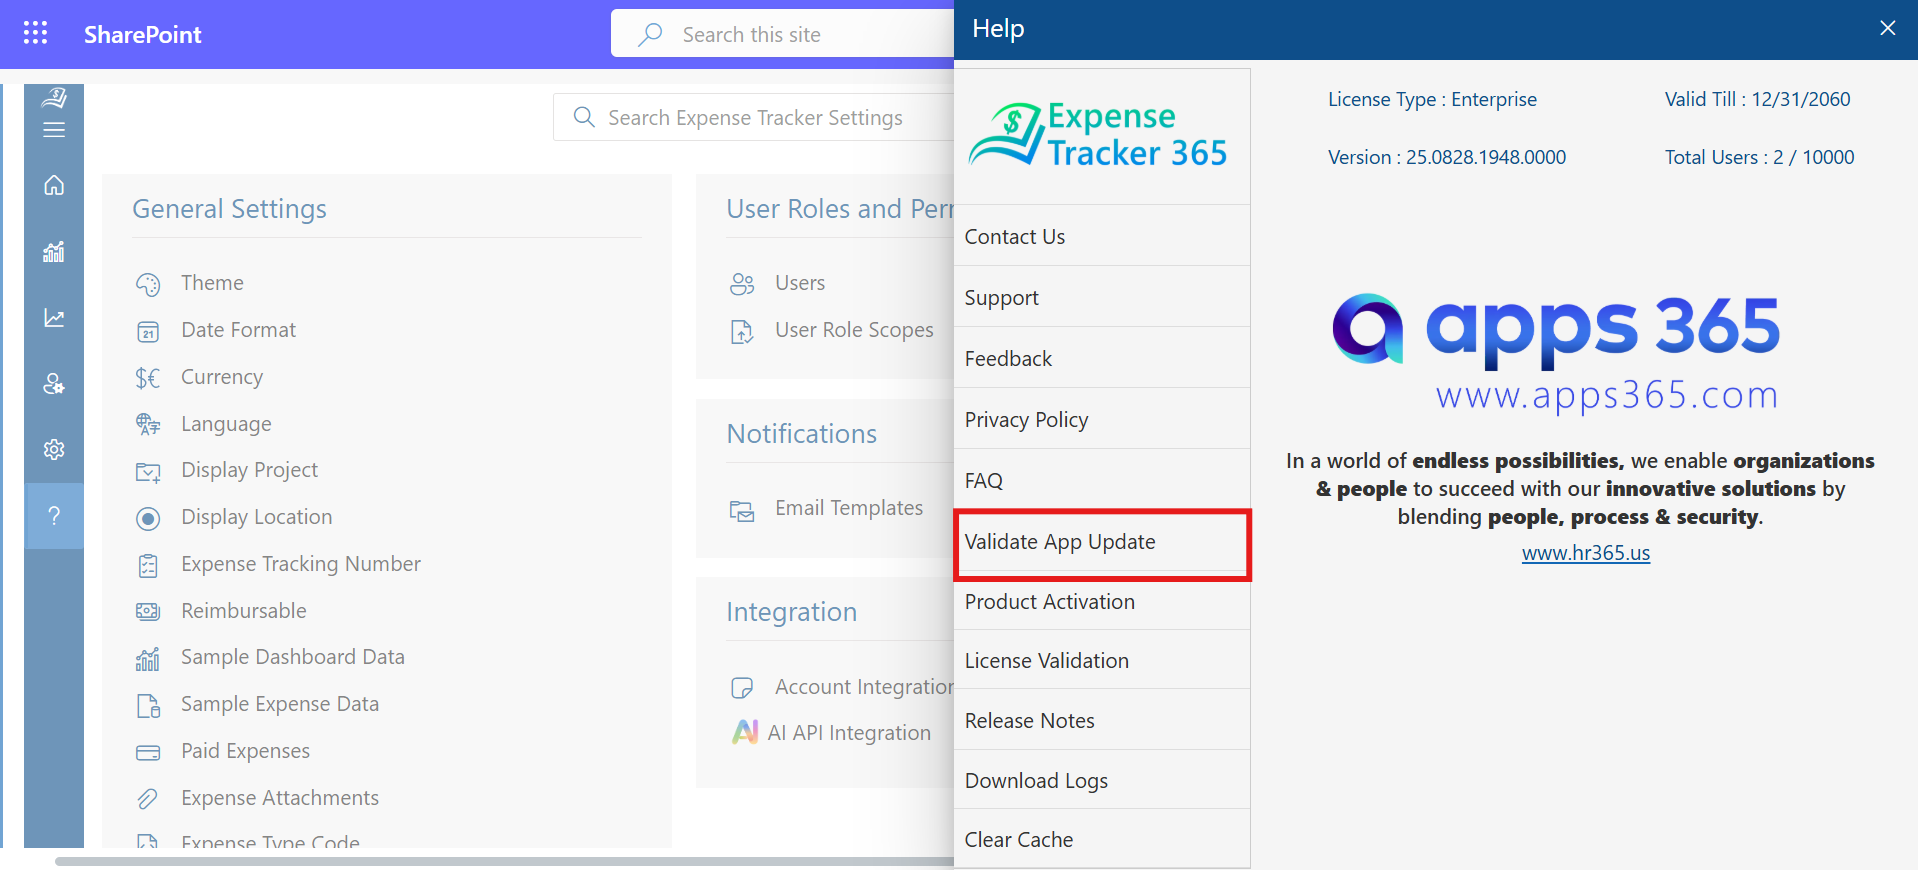 SharePoint
Search this site
Search Expense Tracker Settings
General Settings
Theme
21
Date Format
$€
Currency
Language
Display Project
Display Location
Expense Tracking Number
Reimbursable
Sample Dashboard Data
Sample Expense Data
Paid Expenses
Expense Attachments
Expense Type Code
User Roles and Perr
Users
User Role Scopes
Notifications
Email Templates
Integration
Account Integration
AI AI API Integration
?
Help
$ Expense
Tracker 365
Contact Us
Support
Feedback
Privacy Policy
FAQ
Validate App Update
Product Activation
License Validation
Release Notes
Download Logs
Clear Cache
License Type : Enterprise
Valid Till : 12/31/2060
Version : 25.0828.1948.0000
Total Users : 2 / 10000
apps 365
www.apps365.com
In a world of endless possibilities, we enable organizations
& people to succeed with our innovative solutions by
blending people, process & security.
www.hr365.us